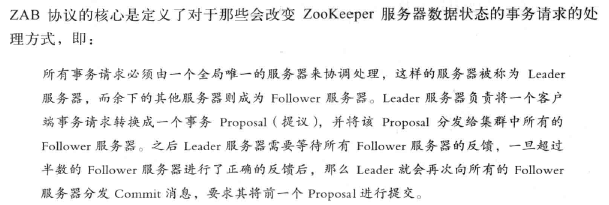 ZAB 协议的核心是定义了对于那些会改变 ZooKeeper 服务器数据状态的事务请求的处
理方式，即：
所有事务请求必须由一个全局唯一的服务器来协调处理，这样的服务器被称为 Leader
服务器，而余下的其他服务器则成为 Follower 服务器。Leader 服务器负责将一个客户
端事务请求转换成一个事务 Proposal（提议），并将该 Proposal 分发给集群中所有的
Follower 服务器。之后 Leader 服务器需要等待所有 Follower 服务器的反馈，一旦超过
半数的 Follower 服务器进行了正确的反馈后，那么 Leader 就会再次向所有的 Follower
服务器分发 Commit 消息，要求其将前一个 Proposal 进行提交。